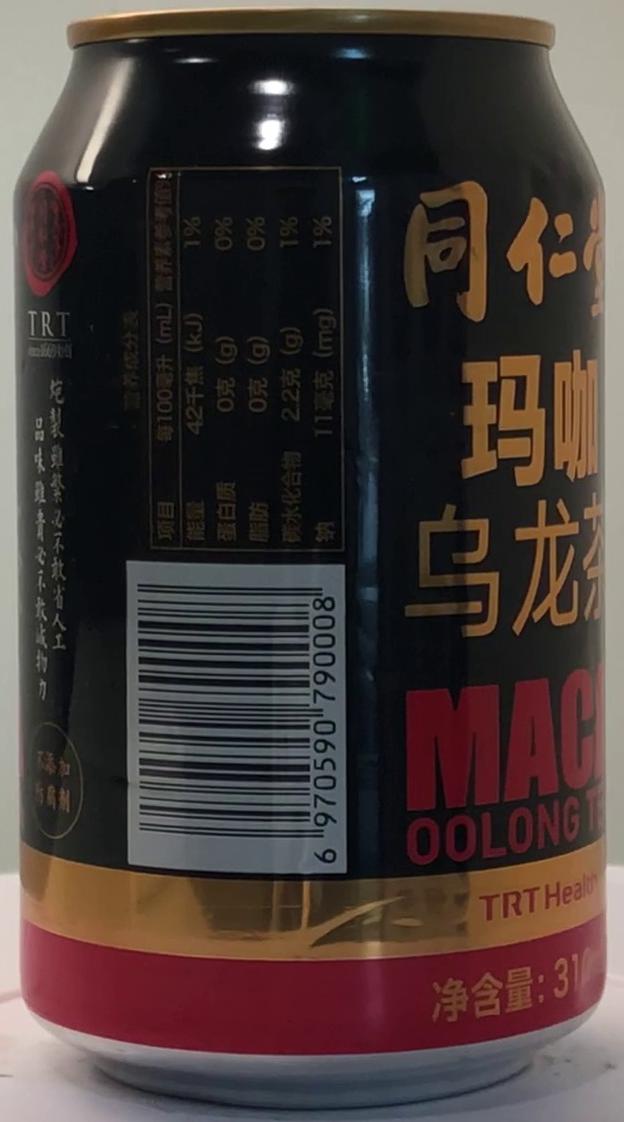 TRT
炮製雖繁必不敢省人工
品味雖貴必不敢減物力
不添加
防腐劑
营养成分表
项目 每100毫升（mL） 营养素参考值%
能量 42千焦（kJ） 1%
蛋白质 0克（g） 0%
脂肪 0克（g） 0%
碳水化合物 2.2克（g） 1%
钠 11毫克（mg） 1%
6 970590 790008
同仁堂
玛咖
乌龙茶
MACA
OOLONG TE
TRT Health
净含量: 310